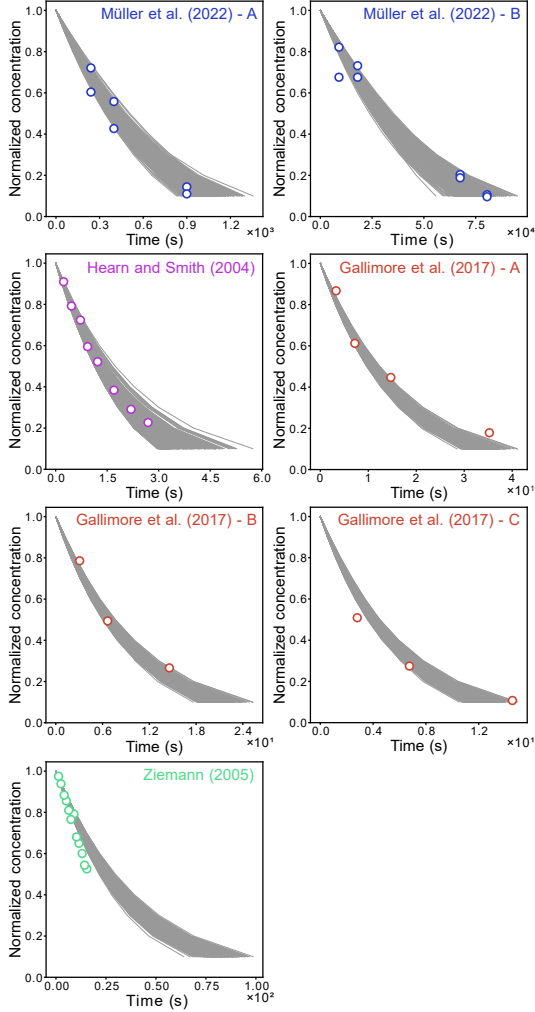 Müller et al. (2022) - A
Normalized concentration
1.0
0.8
0.6
0.4
0.2
0.0
0.0 0.3 0.6 0.9 1.2
Time (s)
×10³
Müller et al. (2022) - B
Normalized concentration
1.0
0.8
0.6
0.4
0.2
0.0
0.0 2.5 5.0 7.5
Time (s)
×10⁴
Hearn and Smith (2004)
Normalized concentration
1.0
0.8
0.6
0.4
0.2
0.0
0.0 1.5 3.0 4.5 6.0
Time (s)
Gallimore et al. (2017) - A
Normalized concentration
1.0
0.8
0.6
0.4
0.2
0.0
0 1 2 3 4
Time (s)
×10¹
Gallimore et al. (2017) - B
Normalized concentration
1.0
0.8
0.6
0.4
0.2
0.0
0.0 0.6 1.2 1.8 2.4
Time (s)
×10¹
Gallimore et al. (2017) - C
Normalized concentration
1.0
0.8
0.6
0.4
0.2
0.0
0.0 0.4 0.8 1.2
Time (s)
×10¹
Ziemann (2005)
Normalized concentration
1.0
0.8
0.6
0.4
0.2
0.0
0.00 0.25 0.50 0.75 1.00
Time (s)
×10²